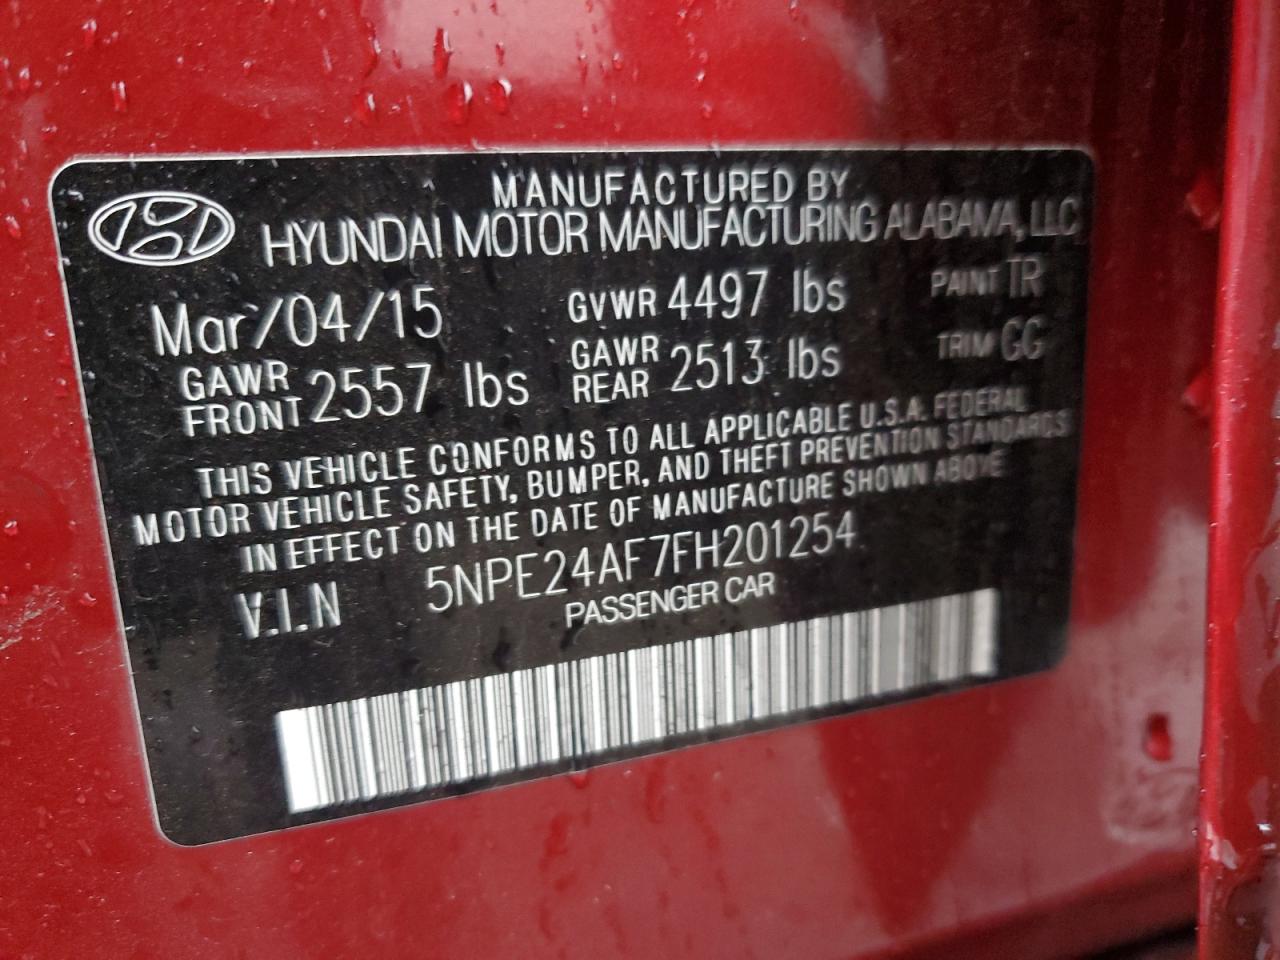 MANUFACTURED BY
HYUNDAI MOTOR MANUFACTURING ALABAMA, LLC
Mar/04/15 GVWR 4497 lbs PAINT TR
GAWR FRONT 2557 lbs GAWR REAR 2513 lbs TRIM GG
THIS VEHICLE CONFORMS TO ALL APPLICABLE U.S.A. FEDERAL
MOTOR VEHICLE SAFETY, BUMPER, AND THEFT PREVENTION STANDARDS
IN EFFECT ON THE DATE OF MANUFACTURE SHOWN ABOVE
V.I.N 5NPE24AF7FH201254
PASSENGER CAR